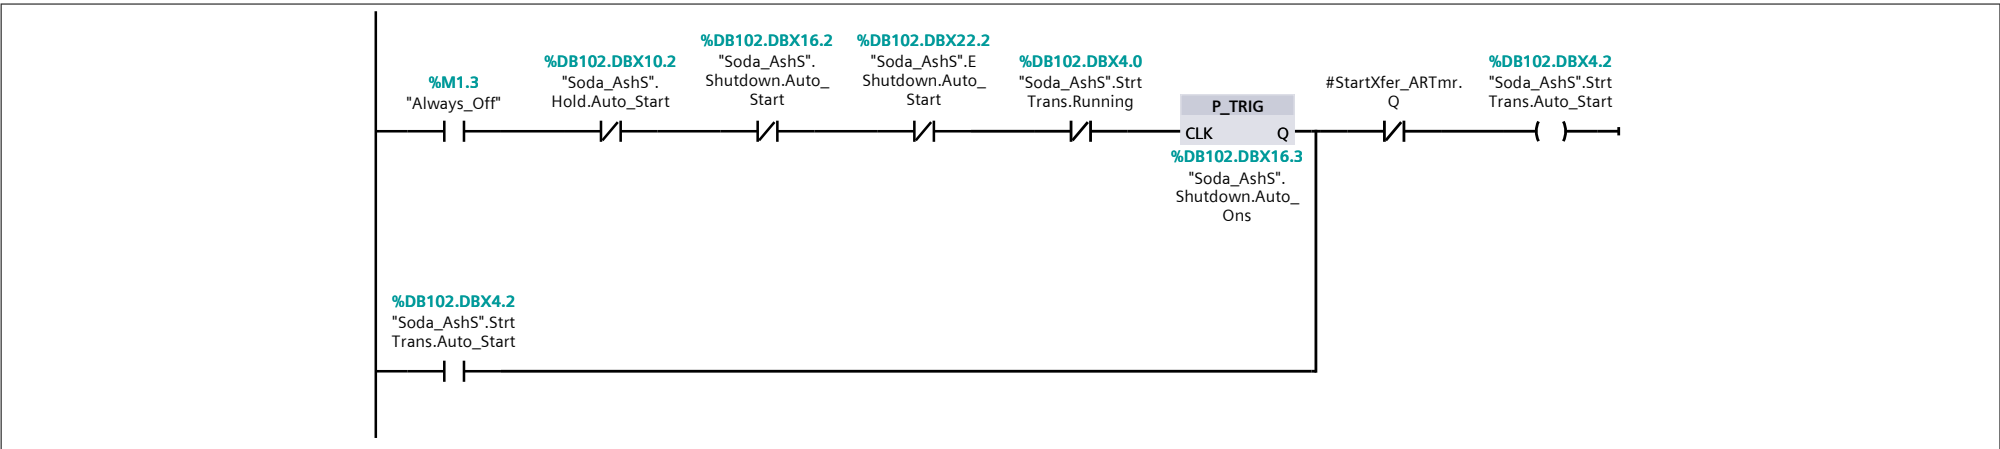 %M1.3
"Always_Off"
%DB102.DBX10.2
"Soda_AshS".
Hold.Auto_Start
%DB102.DBX16.2
"Soda_AshS".
Shutdown.Auto_
Start
%DB102.DBX22.2
"Soda_AshS".E
Shutdown.Auto_
Start
%DB102.DBX4.0
"Soda_AshS".Strt
Trans.Running
P_TRIG
CLK Q
%DB102.DBX16.3
"Soda_AshS".
Shutdown.Auto_
Ons
#StartXfer_ARTmr.
Q
%DB102.DBX4.2
"Soda_AshS".Strt
Trans.Auto_Start
%DB102.DBX4.2
"Soda_AshS".Strt
Trans.Auto_Start